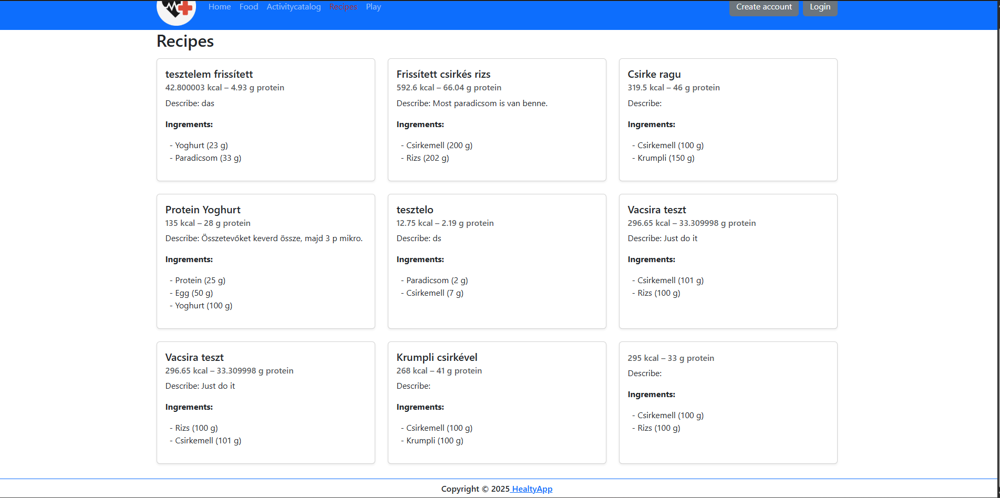 Home Food Activitycatalog Recipes Play Create account Login
Recipes
tesztelem frissített
42.800003 kcal – 4.93 g protein
Describe: das
Ingrements:
- Yoghurt (23 g)
- Paradicsom (33 g)
Frissített csirkés rizs
592.6 kcal – 66.04 g protein
Describe: Most paradicsom is van benne.
Ingrements:
- Csirkemell (200 g)
- Rizs (202 g)
Csirke ragu
319.5 kcal – 46 g protein
Describe:
Ingrements:
- Csirkemell (100 g)
- Krumpli (150 g)
Protein Yoghurt
135 kcal – 28 g protein
Describe: Összetevőket keverd össze, majd 3 p mikro.
Ingrements:
- Protein (25 g)
- Egg (50 g)
- Yoghurt (100 g)
tesztelo
12.75 kcal – 2.19 g protein
Describe: ds
Ingrements:
- Paradicsom (2 g)
- Csirkemell (7 g)
Vacsira teszt
296.65 kcal – 33.309998 g protein
Describe: Just do it
Ingrements:
- Csirkemell (101 g)
- Rizs (100 g)
Vacsira teszt
296.65 kcal – 33.309998 g protein
Describe: Just do it
Ingrements:
- Rizs (100 g)
- Csirkemell (101 g)
Krumpli csirkével
268 kcal – 41 g protein
Describe:
Ingrements:
- Csirkemell (100 g)
- Krumpli (100 g)
295 kcal – 33 g protein
Describe:
Ingrements:
- Csirkemell (100 g)
- Rizs (100 g)
Copyright © 2025 HealtyApp